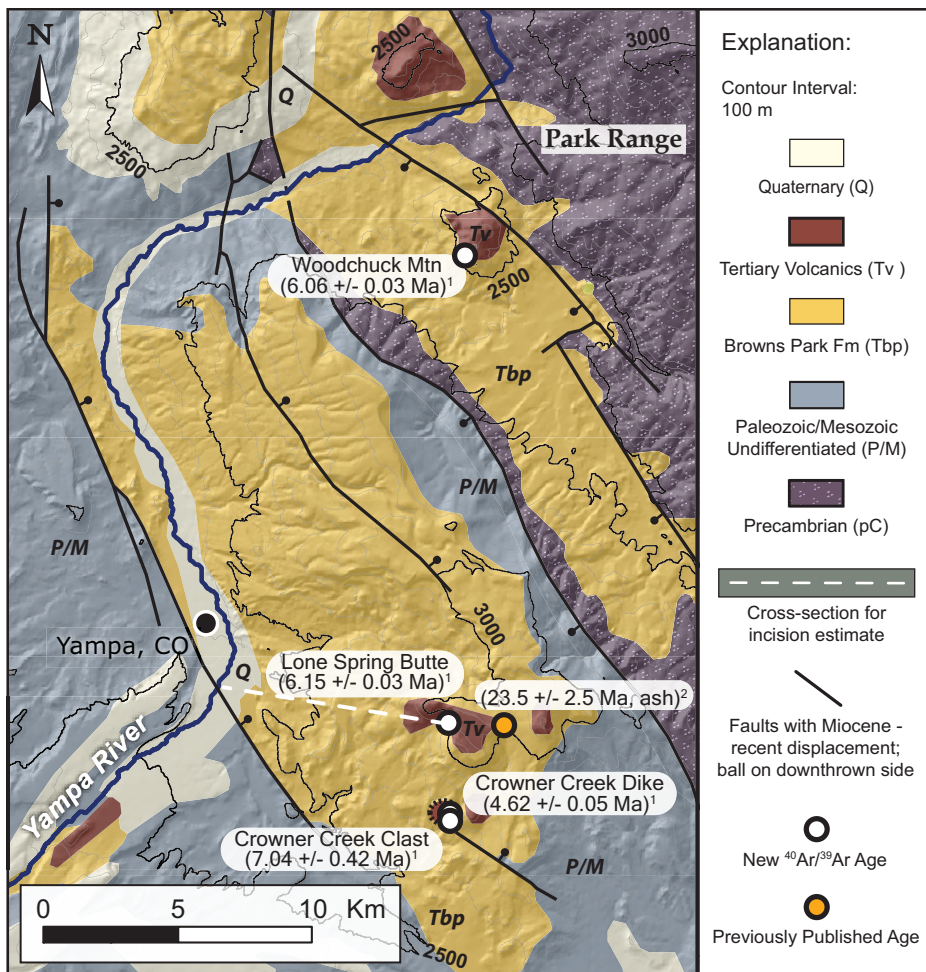 N
2500
3000
Q
2500
Park Range
Tv
Woodchuck Mtn
(6.06 +/- 0.03 Ma)¹
2500
Tbp
P/M
P/M
3000
Yampa, CO
Lone Spring Butte
(6.15 +/- 0.03 Ma)¹
Q
(23.5 +/- 2.5 Ma, ash)²
Tv
Yampa River
Crowner Creek Dike
(4.62 +/- 0.05 Ma)¹
Crowner Creek Clast
(7.04 +/- 0.42 Ma)¹
P/M
Tbp
2500
0 5 10 Km
Explanation:
Contour Interval:
100 m
Quaternary (Q)
Tertiary Volcanics (Tv )
Browns Park Fm (Tbp)
Paleozoic/Mesozoic
Undifferentiated (P/M)
Precambrian (pC)
Cross-section for
incision estimate
Faults with Miocene -
recent displacement;
ball on downthrown side
New ⁴⁰Ar/³⁹Ar Age
Previously Published Age